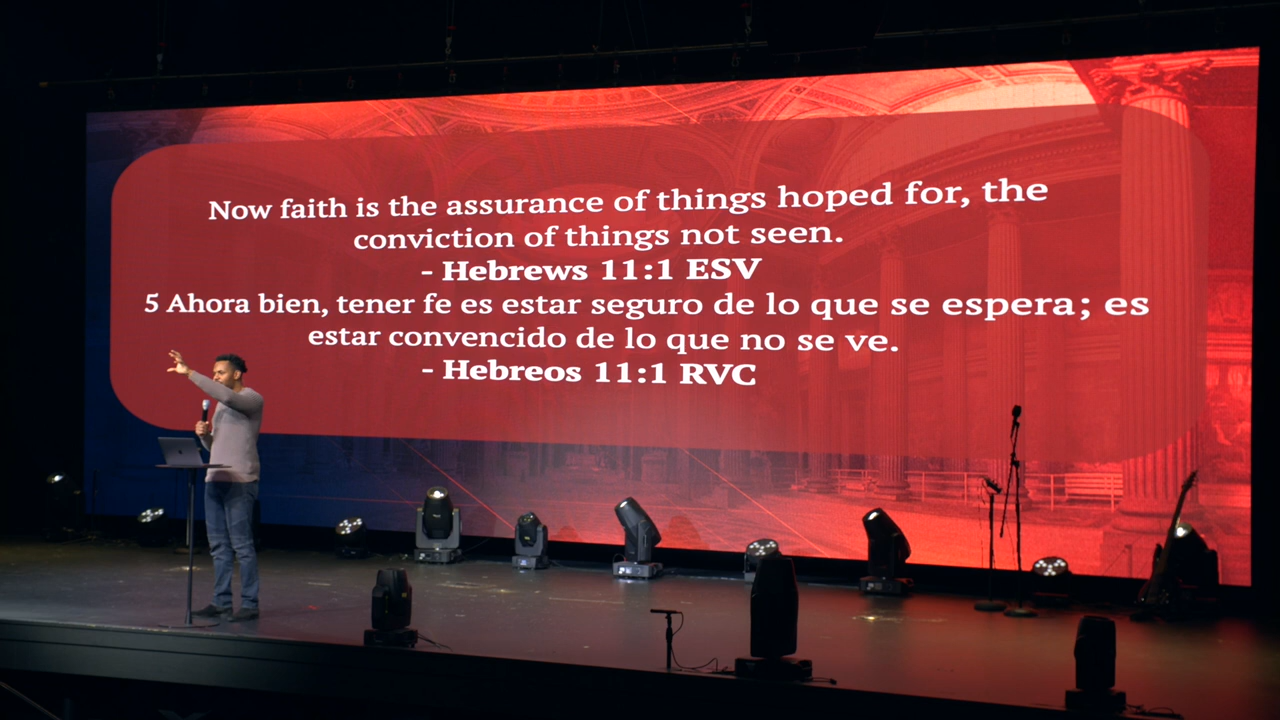 Now faith is the assurance of things hoped for, the
conviction of things not seen.
- Hebrews 11:1 ESV
5 Ahora bien, tener fe es estar seguro de lo que se espera; es
estar convencido de lo que no se ve.
- Hebreos 11:1 RVC